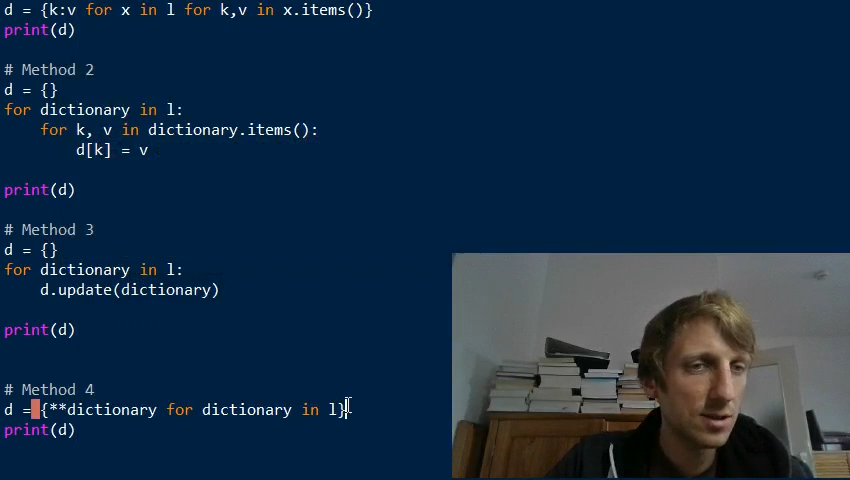 d = {k:v for x in l for k,v in x.items()}
print(d)
# Method 2
d = {}
for dictionary in l:
    for k, v in dictionary.items():
        d[k] = v
print(d)
# Method 3
d = {}
for dictionary in l:
    d.update(dictionary)
print(d)
# Method 4
d = {**dictionary for dictionary in l}
print(d)